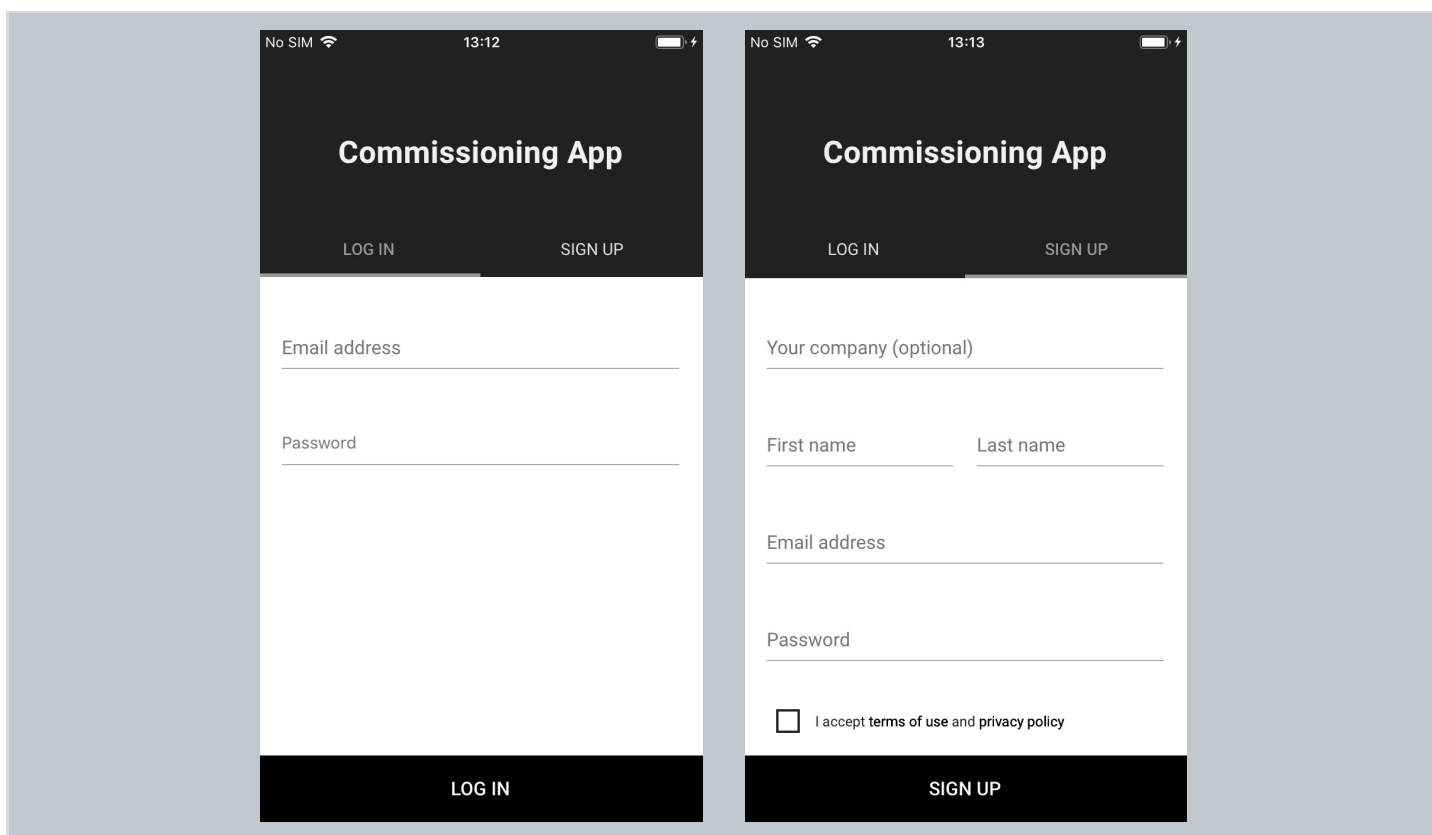 No SIM 13:12
Commissioning App
LOG IN SIGN UP
Email address
Password
LOG IN
No SIM 13:13
Commissioning App
LOG IN SIGN UP
Your company (optional)
First name Last name
Email address
Password
I accept terms of use and privacy policy
SIGN UP